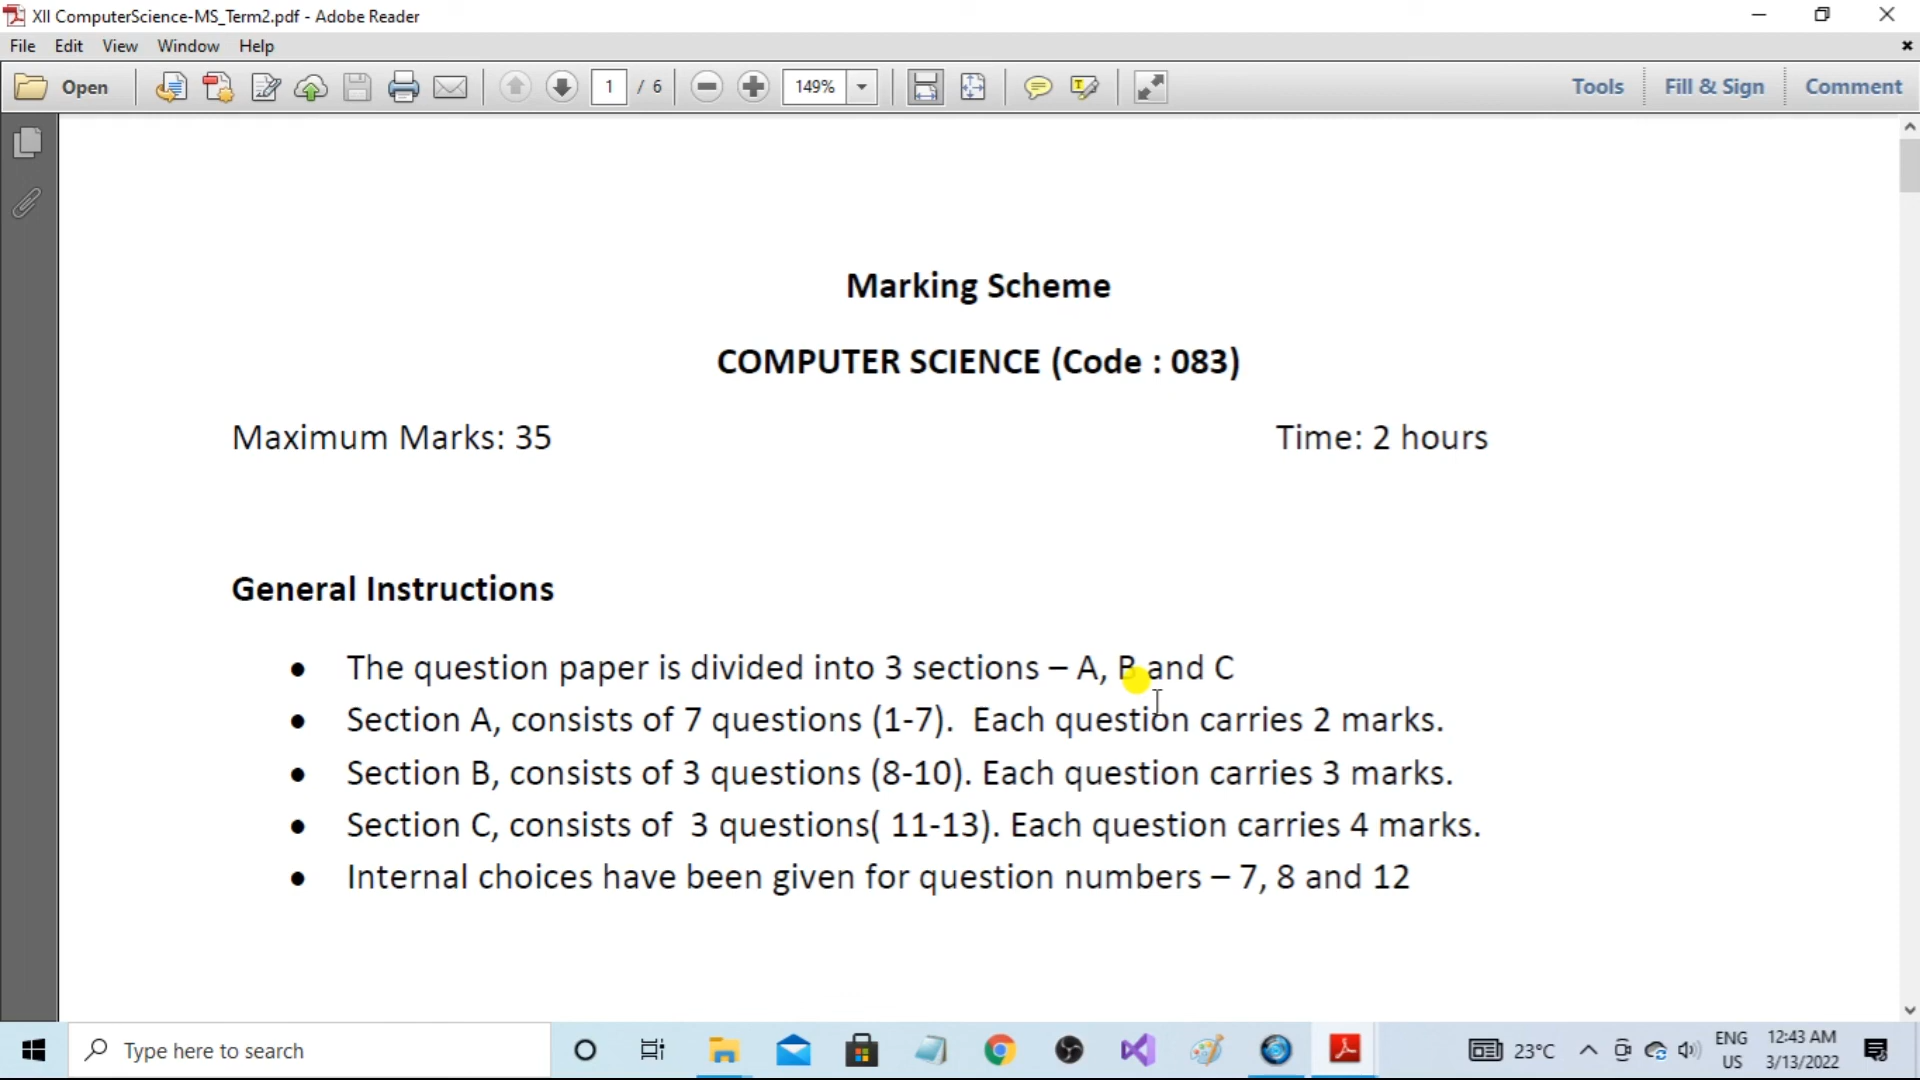 XII ComputerScience-MS_Term2.pdf - Adobe Reader
File Edit View Window Help
Open 1 / 6 149% Tools Fill & Sign Comment
Marking Scheme
COMPUTER SCIENCE (Code : 083)
Maximum Marks: 35 Time: 2 hours
General Instructions
• The question paper is divided into 3 sections – A, B and C
• Section A, consists of 7 questions (1-7). Each question carries 2 marks.
• Section B, consists of 3 questions (8-10). Each question carries 3 marks.
• Section C, consists of 3 questions( 11-13). Each question carries 4 marks.
• Internal choices have been given for question numbers – 7, 8 and 12
Type here to search 23°C ENG 12:43 AM
US 3/13/2022